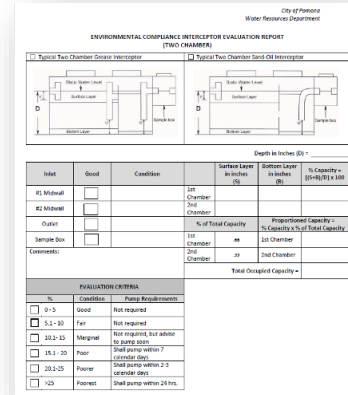 City of Pomona
Water Resources Department
ENVIRONMENTAL COMPLIANCE INTERCEPTOR EVALUATION REPORT
(TWO CHAMBER)
Typical Two Chamber Grease Interceptor
Typical Two Chamber Sand-Oil Interceptor
Static Water Level
Surface Layer
D
Sample box
Bottom Layer
Static Water Level
Surface Layer
D
Sample box
Bottom Layer
Depth in Inches (D) =
Inlet Good Condition Surface Layer in inches (S) Bottom Layer in inches (B) % Capacity = [(S+B)/D] x 100
#1 Midwall 1st Chamber
#2 Midwall 2nd Chamber
Outlet % of Total Capacity Proportioned Capacity = % Capacity x % of Total Capacity
Sample Box 1st Chamber .66 1st Chamber
Comments: 2nd Chamber .33 2nd Chamber
Total Occupied Capacity =
EVALUATION CRITERIA
% Condition Pump Requirements
0 - 5 Good Not required
5.1 - 10 Fair Not required
10.1- 15 Marginal Not required, but advise to pump soon
15.1 - 20 Poor Shall pump within 7 calendar days
20.1-25 Poorer Shall pump within 2-3 calendar days
>25 Poorest Shall pump within 24 hrs.